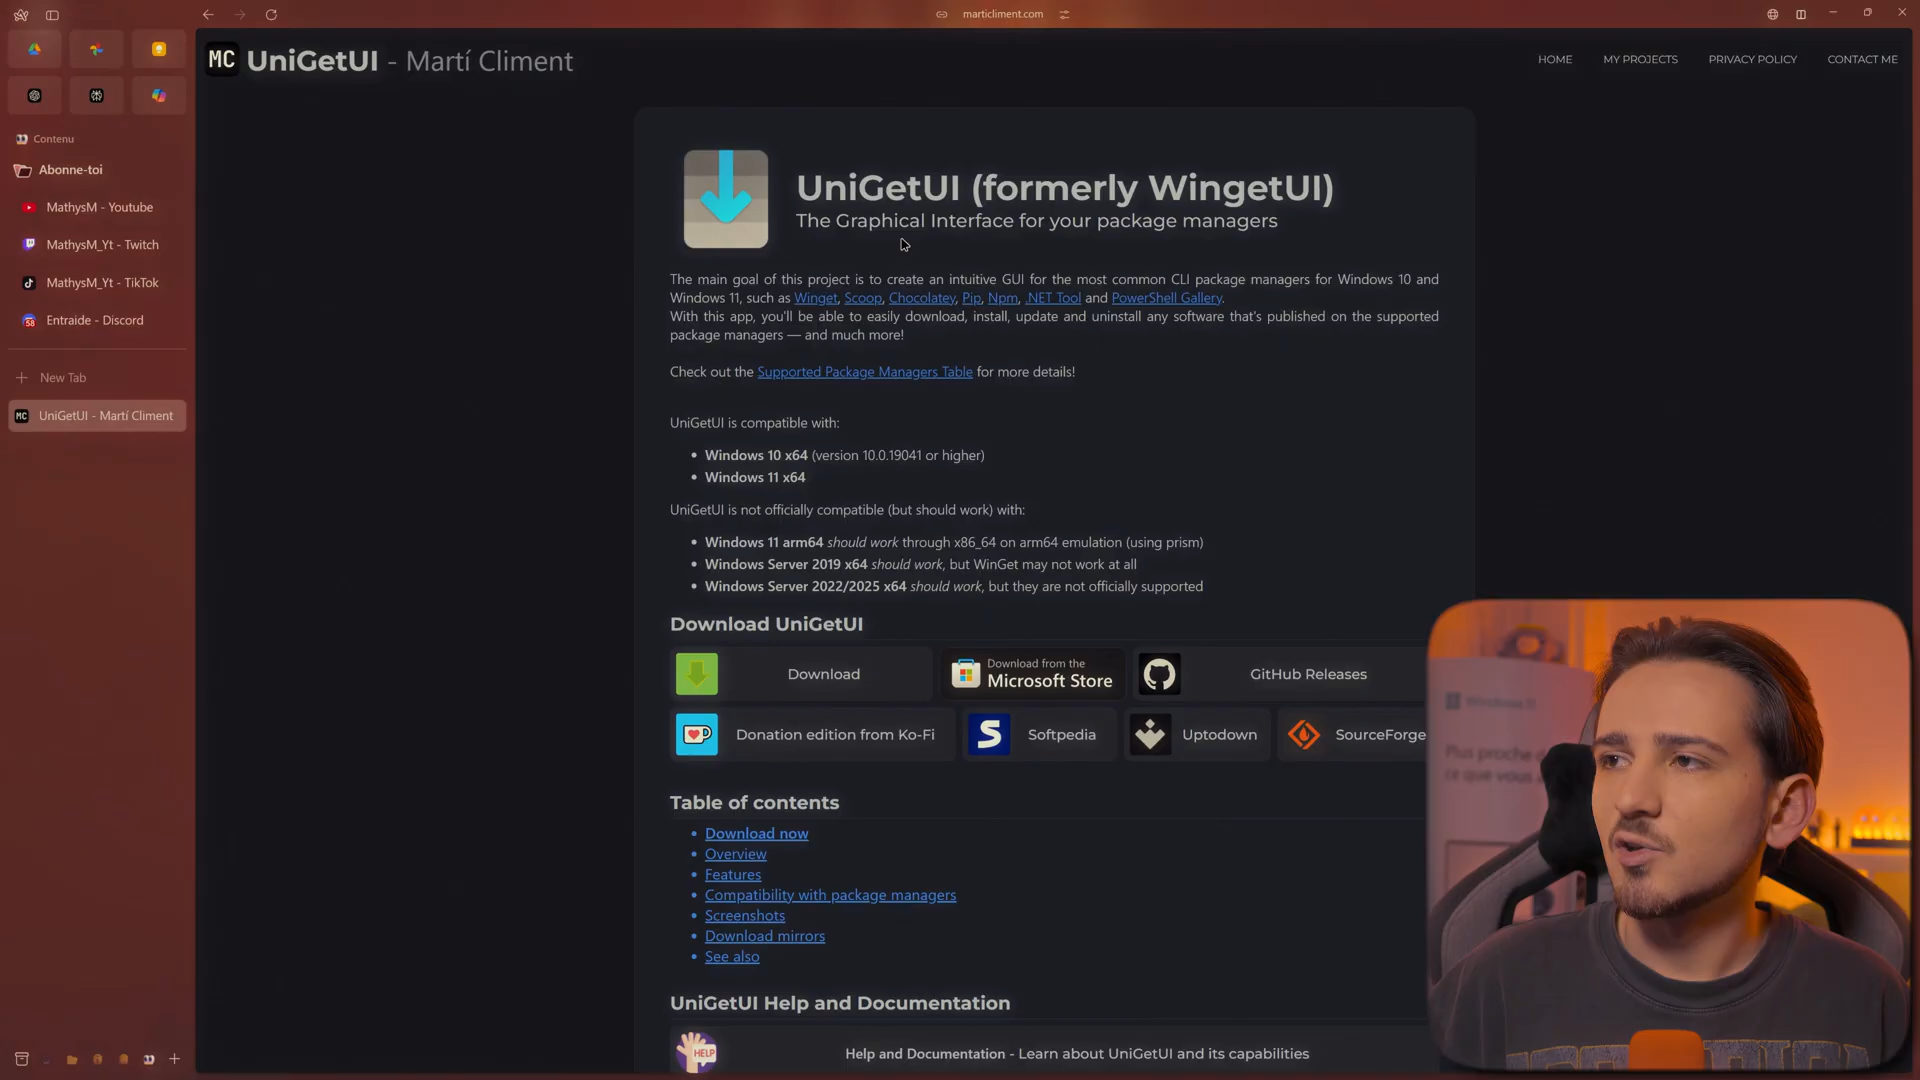 marticliment.com
MC UniGetUI - Martí Climent
HOME
MY PROJECTS
PRIVACY POLICY
CONTACT ME
Contenu
Abonne-toi
MathysM - Youtube
MathysM_Yt - Twitch
MathysM_Yt - TikTok
58
Entraide - Discord
New Tab
MC UniGetUI - Martí Climent
UniGetUI (formerly WingetUI)
The Graphical Interface for your package managers
The main goal of this project is to create an intuitive GUI for the most common CLI package managers for Windows 10 and
Windows 11, such as Winget, Scoop, Chocolatey, Pip, Npm, .NET Tool and PowerShell Gallery.
With this app, you'll be able to easily download, install, update and uninstall any software that's published on the supported
package managers — and much more!
Check out the Supported Package Managers Table for more details!
UniGetUI is compatible with:
• Windows 10 x64 (version 10.0.19041 or higher)
• Windows 11 x64
UniGetUI is not officially compatible (but should work) with:
• Windows 11 arm64 should work through x86_64 on arm64 emulation (using prism)
• Windows Server 2019 x64 should work, but WinGet may not work at all
• Windows Server 2022/2025 x64 should work, but they are not officially supported
Download UniGetUI
Download
Download from the
Microsoft Store
GitHub Releases
Donation edition from Ko-Fi
S Softpedia
Uptodown
SourceForge
Table of contents
• Download now
• Overview
• Features
• Compatibility with package managers
• Screenshots
• Download mirrors
• See also
UniGetUI Help and Documentation
HELP
Help and Documentation - Learn about UniGetUI and its capabilities
Windows 11
Plus proche d
ce que vous